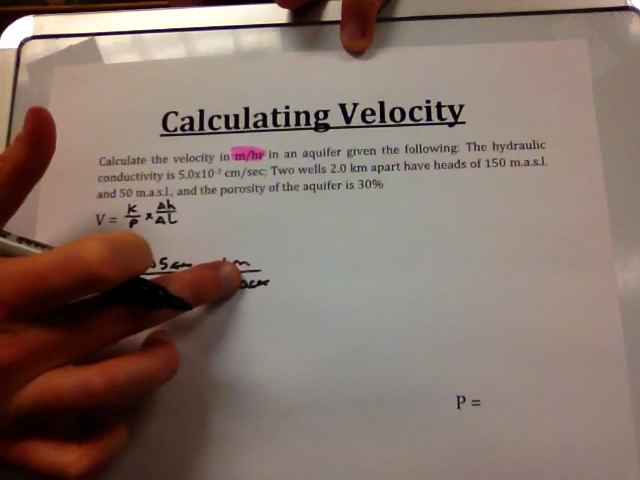 Calculating Velocity
Calculate the velocity in m/hr in an aquifer given the following: The hydraulic
conductivity is 5.0x10⁻³ cm/sec; Two wells 2.0 km apart have heads of 150 m.a.s.l.
and 50 m.a.s.l. and the porosity of the aquifer is 30%
V = K/P x Δh/ΔL
P =